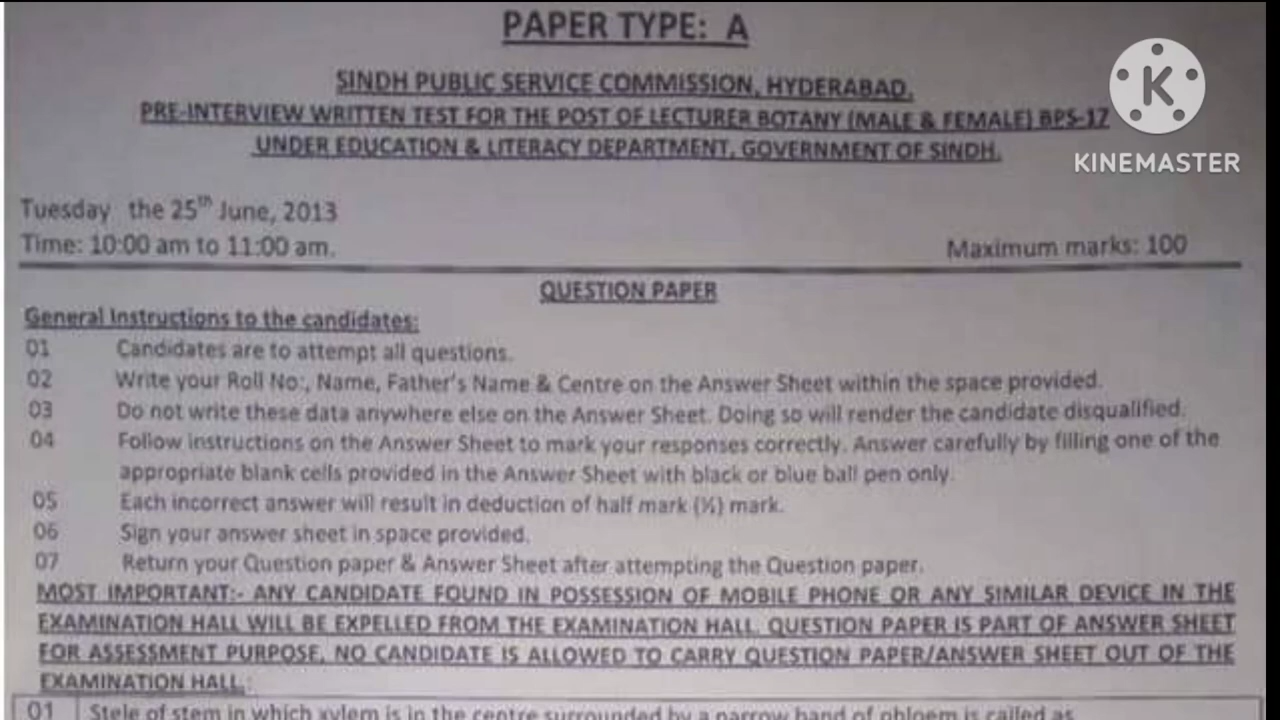 PAPER TYPE: A
SINDH PUBLIC SERVICE COMMISSION, HYDERABAD.
PRE-INTERVIEW WRITTEN TEST FOR THE POST OF LECTURER BOTANY (MALE & FEMALE) BPS-17
UNDER EDUCATION & LITERACY DEPARTMENT, GOVERNMENT OF SINDH.
K
KINEMASTER
Tuesday the 25th June, 2013
Time: 10:00 am to 11:00 am. Maximum marks: 100
QUESTION PAPER
General Instructions to the candidates:
01 Candidates are to attempt all questions.
02 Write your Roll No:, Name, Father's Name & Centre on the Answer Sheet within the space provided.
03 Do not write these data anywhere else on the Answer Sheet. Doing so will render the candidate disqualified.
04 Follow instructions on the Answer Sheet to mark your responses correctly. Answer carefully by filling one of the
appropriate blank cells provided in the Answer Sheet with black or blue ball pen only.
05 Each incorrect answer will result in deduction of half mark (½) mark.
06 Sign your answer sheet in space provided.
07 Return your Question paper & Answer Sheet after attempting the Question paper.
MOST IMPORTANT:- ANY CANDIDATE FOUND IN POSSESSION OF MOBILE PHONE OR ANY SIMILAR DEVICE IN THE
EXAMINATION HALL WILL BE EXPELLED FROM THE EXAMINATION HALL. QUESTION PAPER IS PART OF ANSWER SHEET
FOR ASSESSMENT PURPOSE. NO CANDIDATE IS ALLOWED TO CARRY QUESTION PAPER/ANSWER SHEET OUT OF THE
EXAMINATION HALL.
01 Stele of stem in which xylem is in the centre surrounded by a narrow band of phloem is called as